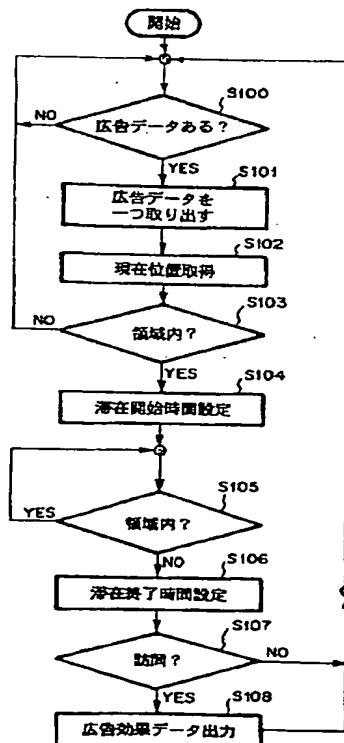 開始
S100
NO
広告データある?
YES
S101
広告データを
一つ取り出す
S102
現在位置取得
S103
NO
領域内?
YES
S104
滞在開始時間設定
S105
YES
領域内?
NO
S106
滞在終了時間設定
S107
訪問?
NO
YES
S108
広告効果データ出力